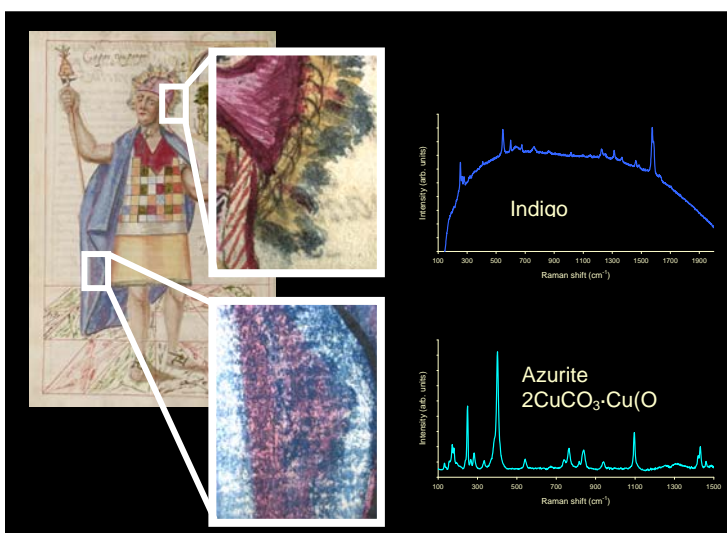 Intensity (arb. units)
Indigo
100 300 500 700 900 1100 1300 1500 1700 1900
Raman shift (cm⁻¹)
Intensity (arb. units)
Azurite
2CuCO₃·Cu(O
100 300 500 700 900 1100 1300 1500
Raman shift (cm⁻¹)